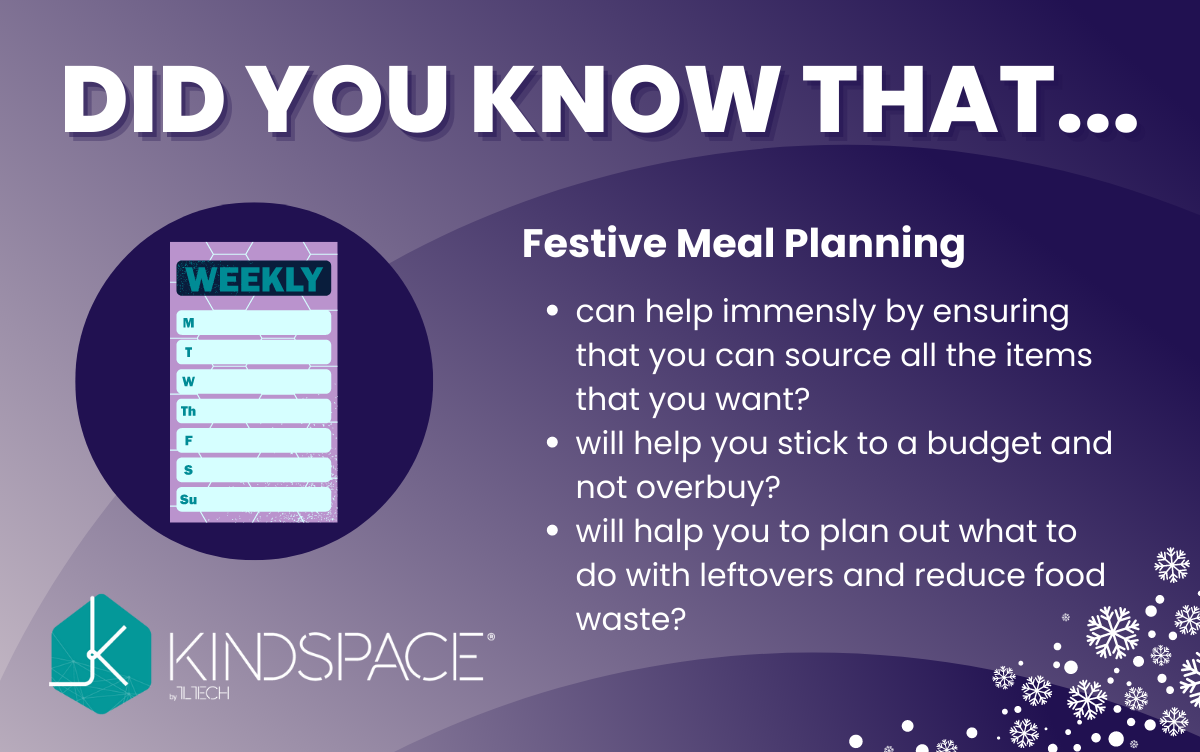 DID YOU KNOW THAT...
WEEKLY
M
T
W
Th
F
S
Su
Festive Meal Planning
• can help immensly by ensuring
that you can source all the items
that you want?
• will help you stick to a budget and
not overbuy?
• will halp you to plan out what to
do with leftovers and reduce food
waste?
KINDSPACE®
by TLTECH